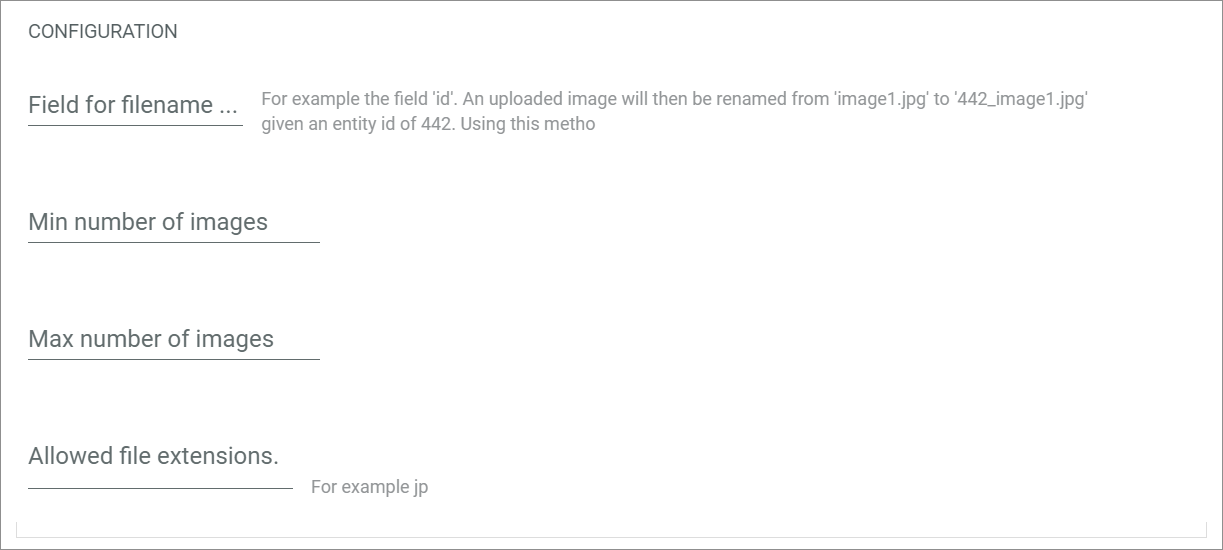 CONFIGURATION
Field for filename ...
For example the field 'id'. An uploaded image will then be renamed from 'image1.jpg' to '442_image1.jpg'
given an entity id of 442. Using this metho
Min number of images
Max number of images
Allowed file extensions.
For example jp